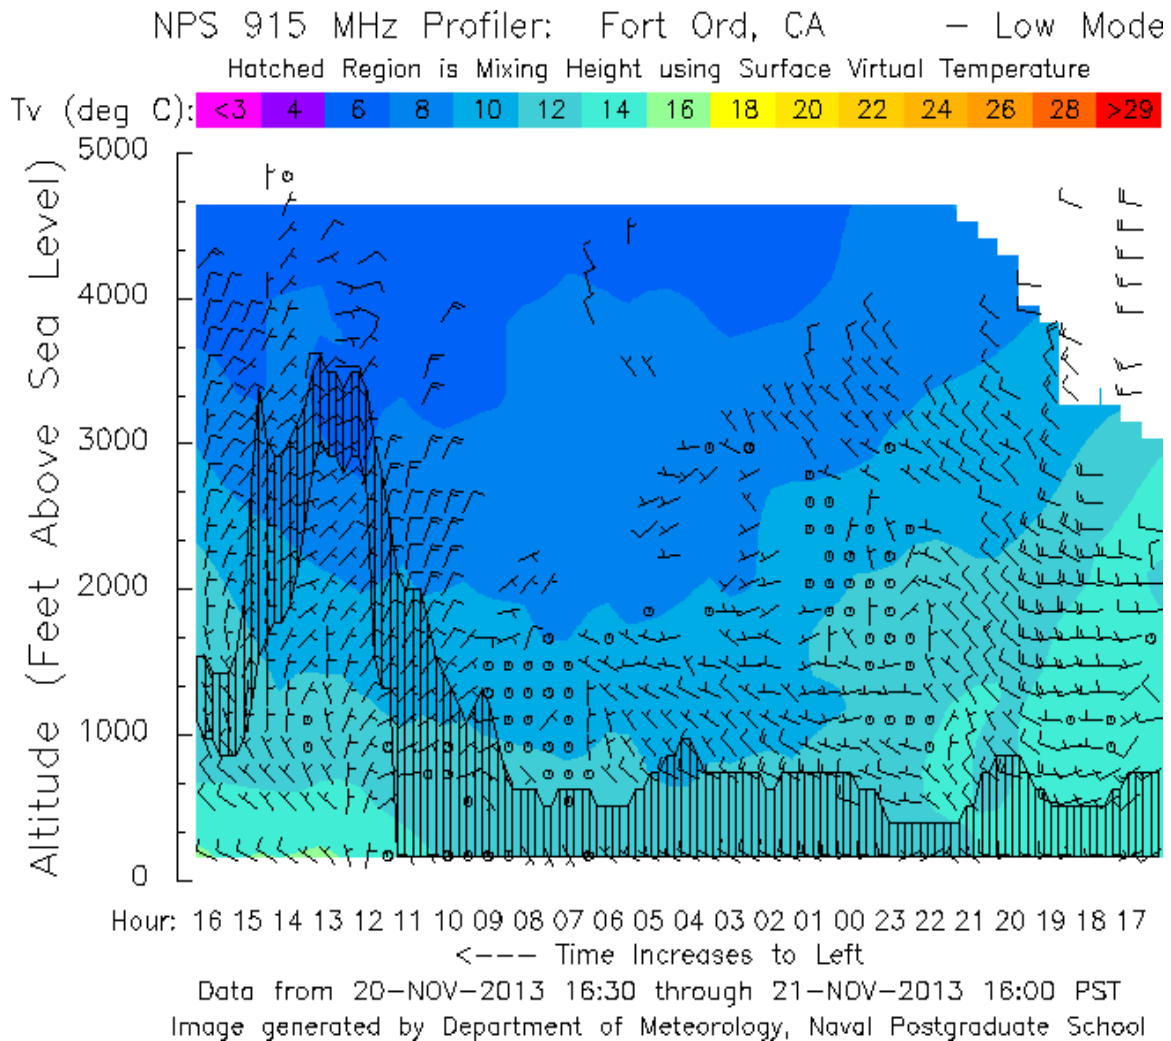 NPS 915 MHz Profiler: Fort Ord, CA — Low Mode
Hatched Region is Mixing Height using Surface Virtual Temperature
Tv (deg C): <3 4 6 8 10 12 14 16 18 20 22 24 26 28 >29
Altitude (Feet Above Sea Level)
5000
4000
3000
2000
1000
0
Hour: 16 15 14 13 12 11 10 09 08 07 06 05 04 03 02 01 00 23 22 21 20 19 18 17
<--- Time Increases to Left
Data from 20-NOV-2013 16:30 through 21-NOV-2013 16:00 PST
Image generated by Department of Meteorology, Naval Postgraduate School